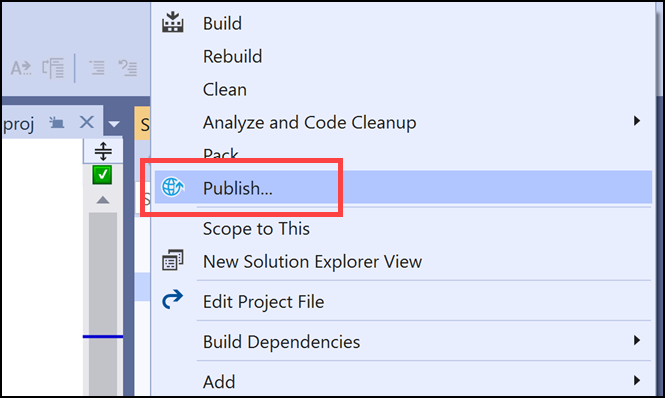 Build
Rebuild
Clean
Analyze and Code Cleanup
proj
S
Pack
Publish...
S
Scope to This
New Solution Explorer View
Edit Project File
Build Dependencies
Add